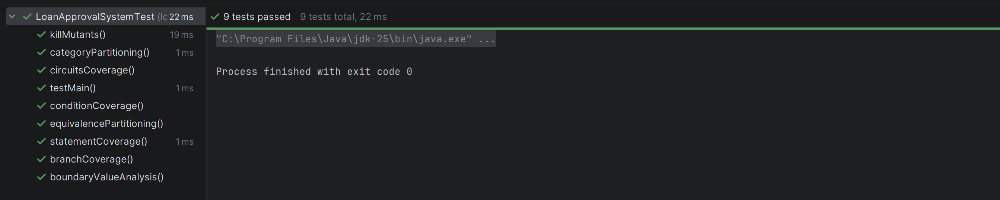 LoanApprovalSystemTest (lc 22 ms
killMutants() 19 ms
categoryPartitioning() 1 ms
circuitsCoverage()
testMain() 1 ms
conditionCoverage()
equivalencePartitioning()
statementCoverage() 1 ms
branchCoverage()
boundaryValueAnalysis()
9 tests passed 9 tests total, 22 ms
"C:\Program Files\Java\jdk-25\bin\java.exe" ...
Process finished with exit code 0